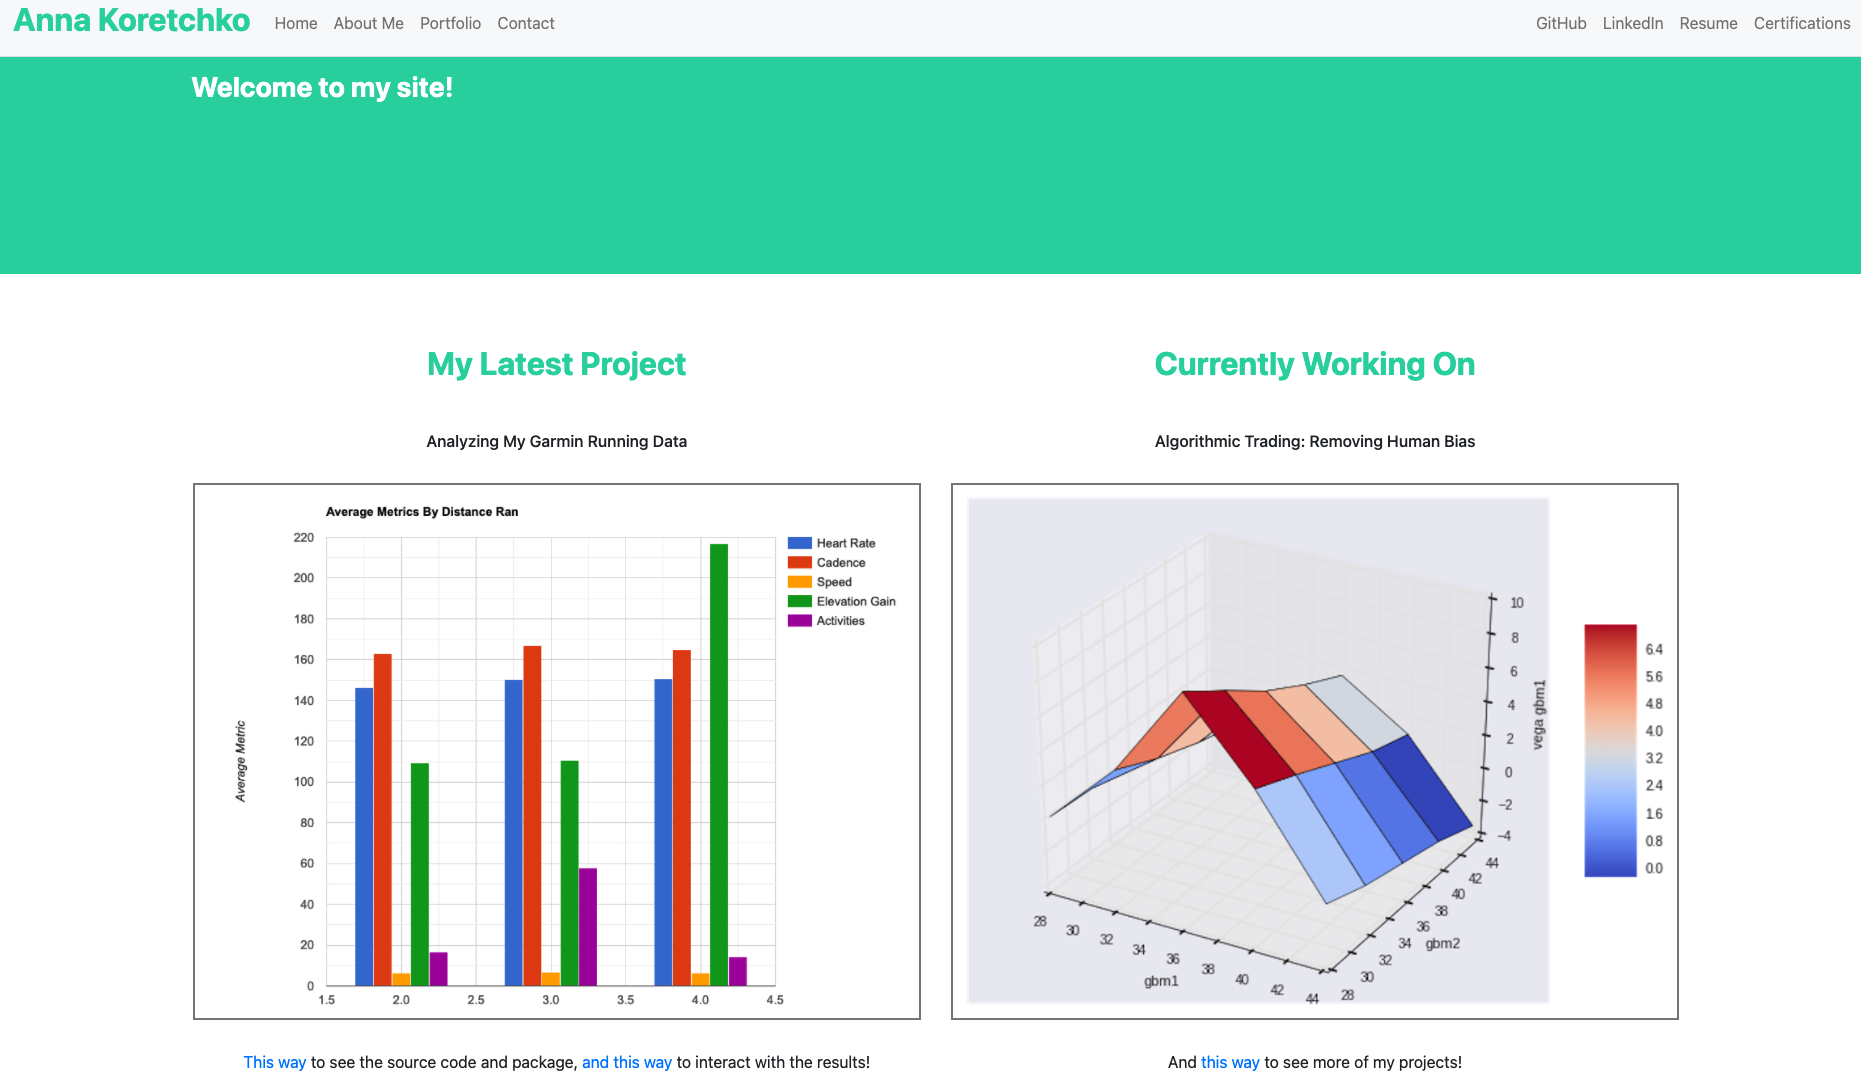 Anna Koretchko Home About Me Portfolio Contact GitHub LinkedIn Resume Certifications
Welcome to my site!
My Latest Project
Analyzing My Garmin Running Data
Average Metrics By Distance Ran
Heart Rate
Cadence
Speed
Elevation Gain
Activities
220
200
180
160
140
120
100
80
60
40
20
0
Average Metric
1.5 2.0 2.5 3.0 3.5 4.0 4.5
This way to see the source code and package, and this way to interact with the results!
Currently Working On
Algorithmic Trading: Removing Human Bias
10
8
6
4
2
0
−2
−4
vega gbm1
28 30 32 34 36 38 40 42 44
gbm1
28 30 32 34 36 38 40 42 44
gbm2
6.4
5.6
4.8
4.0
3.2
2.4
1.6
0.8
0.0
And this way to see more of my projects!